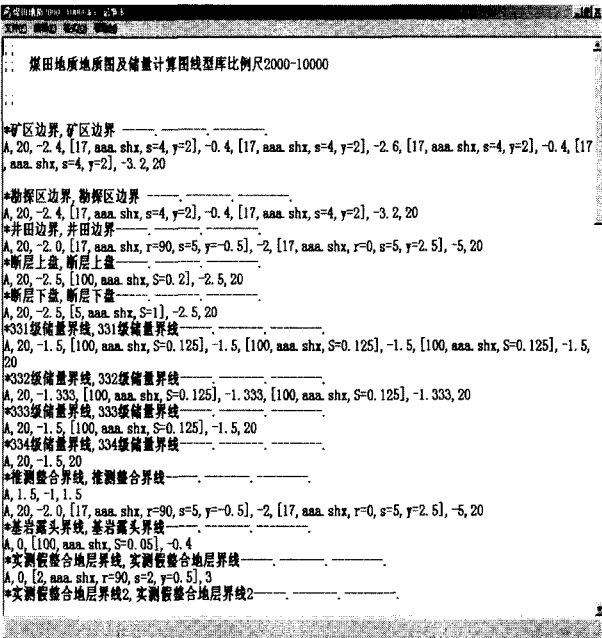 ;;
;; 煤田地质地质图及储量计算图线型库比例尺2000-10000
;;
*矿区边界,矿区边界 -----. -------. --------.
A,20,-2.4,[17,aaa.shx,s=4,y=2],-0.4,[17,aaa.shx,s=4,y=2],-2.6,[17,aaa.shx,s=4,y=2],-0.4,[17
,aaa.shx,s=4,y=2],-3.2,20
*勘探区边界,勘探区边界 -----. -------. --------.
A,20,-2.4,[17,aaa.shx,s=4,y=2],-0.4,[17,aaa.shx,s=4,y=2],-3.2,20
*井田边界,井田边界 -----. -------. --------.
A,20,-2.0,[17,aaa.shx,r=90,s=5,y=-0.5],-2,[17,aaa.shx,r=0,s=5,y=2.5],-5,20
*断层上盘,断层上盘-----. -------. --------.
A,20,-2.5,[100,aaa.shx,S=0.2],-2.5,20
*断层下盘,断层下盘-----. -------. --------.
A,20,-2.5,[5,aaa.shx,S=1],-2.5,20
*331级储量界线,331级储量界线-----. -------. --------.
A,20,-1.5,[100,aaa.shx,S=0.125],-1.5,[100,aaa.shx,S=0.125],-1.5,[100,aaa.shx,S=0.125],-1.5,
20
*332级储量界线,332级储量界线-----. -------. --------.
A,20,-1.333,[100,aaa.shx,S=0.125],-1.333,[100,aaa.shx,S=0.125],-1.333,20
*333级储量界线,333级储量界线-----. -------. --------.
A,20,-1.5,[100,aaa.shx,S=0.125],-1.5,20
*334级储量界线,334级储量界线-----. -------. --------.
A,20,-1.5,20
*推测整合界线,推测整合界线-----. -------. --------.
A,1.5,-1,1.5
A,20,-2.0,[17,aaa.shx,r=90,s=5,y=-0.5],-2,[17,aaa.shx,r=0,s=5,y=2.5],-5,20
*基岩露头界线,基岩露头界线-----. -------. --------.
A,0,[100,aaa.shx,S=0.05],-0.4
*实测假整合地层界线,实测假整合地层界线-----. -------. --------.
A,0,[2,aaa.shx,r=90,s=2,y=0.5],3
*实测假整合地层界线2,实测假整合地层界线2-----. -------. --------.